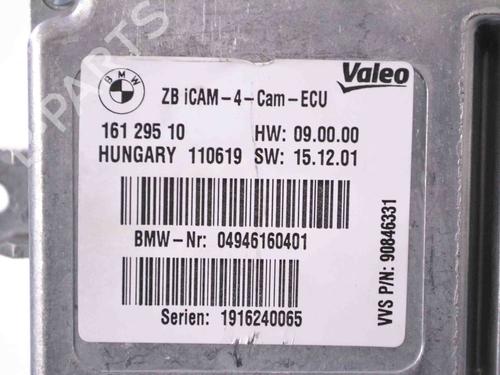 B-PARTS
BMW
ZB iCAM-4-Cam-ECU
Valeo
161 295 10 HW: 09.00.00
HUNGARY 110619 SW: 15.12.01
BMW-Nr: 04946160401
Serien: 1916240065
VVS P/N: 90846331